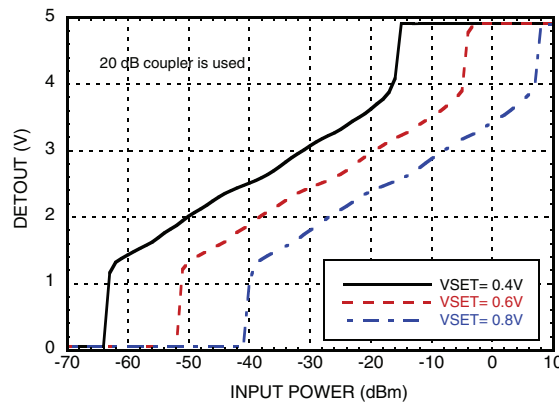 DETOUT (V)
5
4
3
2
1
0
20 dB coupler is used
VSET= 0.4V
VSET= 0.6V
VSET= 0.8V
-70 -60 -50 -40 -30 -20 -10 0 10
INPUT POWER (dBm)